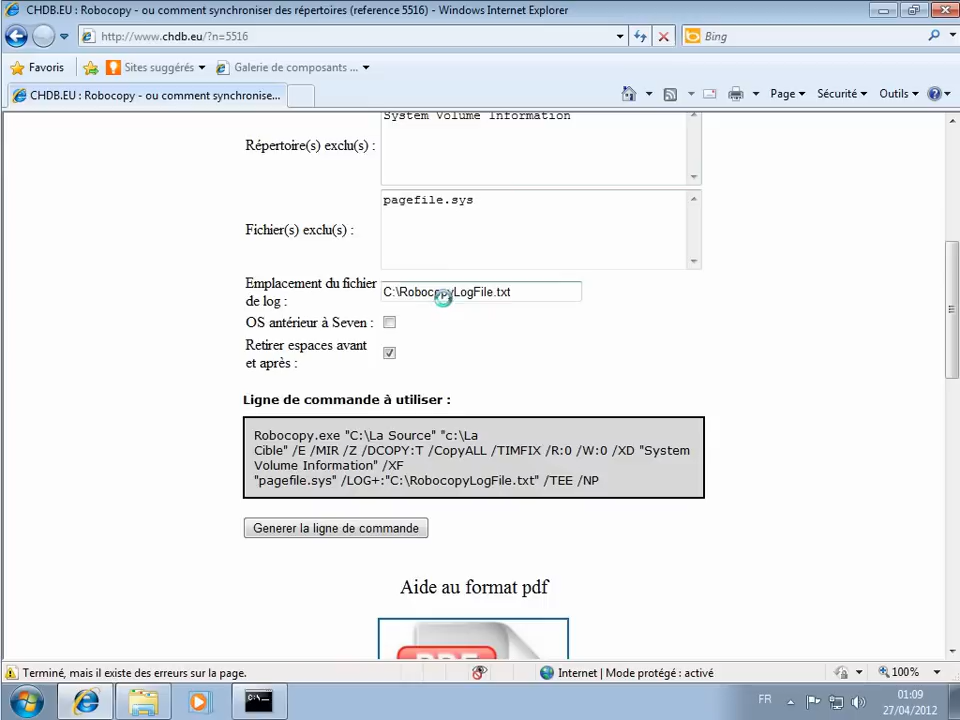 CHDB.EU : Robocopy - ou comment synchroniser des répertoires (reference 5516) - Windows Internet Explorer
http://www.chdb.eu/?n=5516
Bing
Favoris
Sites suggérés
Galerie de composants ...
CHDB.EU : Robocopy - ou comment synchronise...
Page
Sécurité
Outils
System Volume Information
Répertoire(s) exclu(s) :
pagefile.sys
Fichier(s) exclu(s) :
Emplacement du fichier
de log :
C:\RobocopyLogFile.txt
OS antérieur à Seven :
Retirer espaces avant
et après :
Ligne de commande à utiliser :
Robocopy.exe "C:\La Source" "c:\La
Cible" /E /MIR /Z /DCOPY:T /CopyALL /TIMFIX /R:0 /W:0 /XD "System
Volume Information" /XF
"pagefile.sys" /LOG+:"C:\RobocopyLogFile.txt" /TEE /NP
Generer la ligne de commande
Aide au format pdf
PDF
Terminé, mais il existe des erreurs sur la page.
Internet | Mode protégé : activé
100%
FR
01:09
27/04/2012